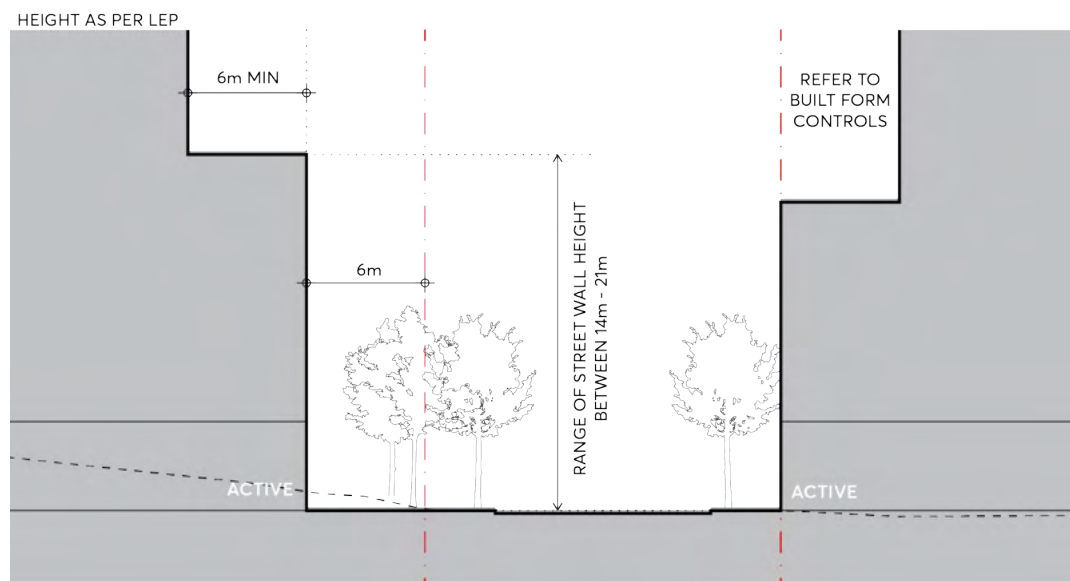 HEIGHT AS PER LEP
6m MIN
REFER TO
BUILT FORM
CONTROLS
6m
RANGE OF STREET WALL HEIGHT
BETWEEN 14m - 21m
ACTIVE
ACTIVE